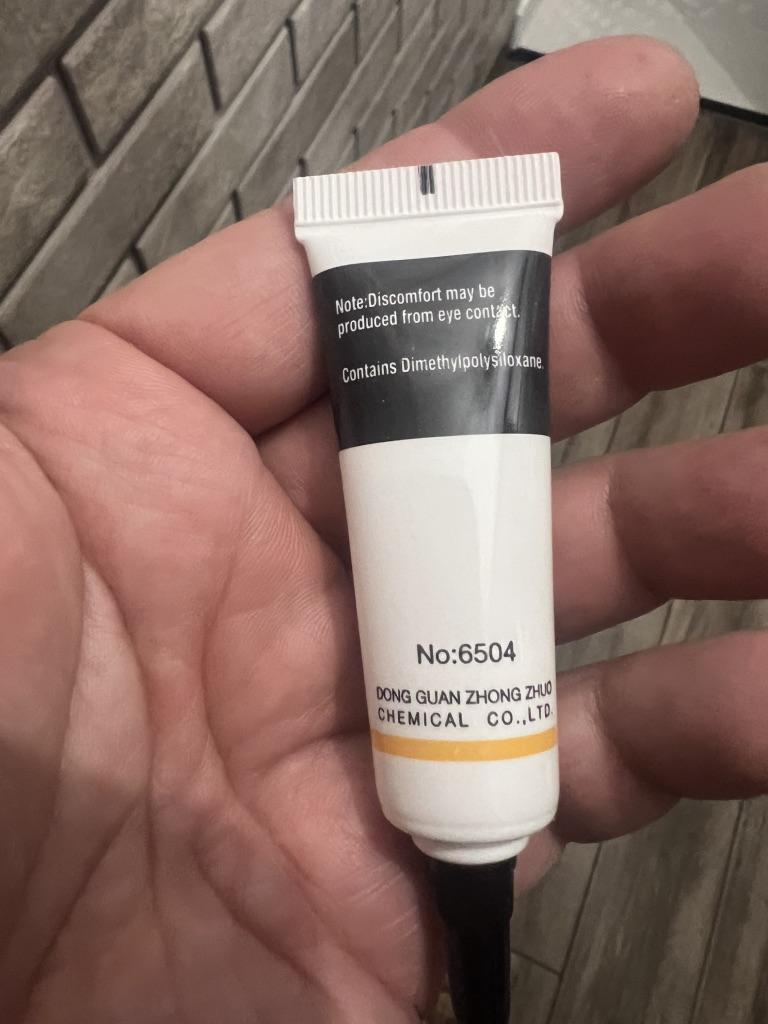 Note:Discomfort may be
produced from eye contact.
Contains Dimethylpolysiloxane.
No:6504
DONG GUAN ZHONG ZHUO
CHEMICAL CO.,LTD.